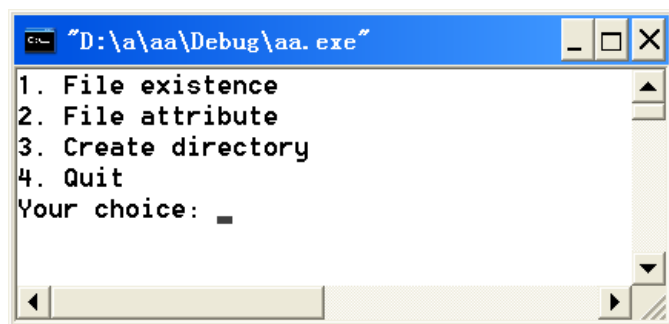 "D:\a\aa\Debug\aa.exe"
1. File existence
2. File attribute
3. Create directory
4. Quit
Your choice: _